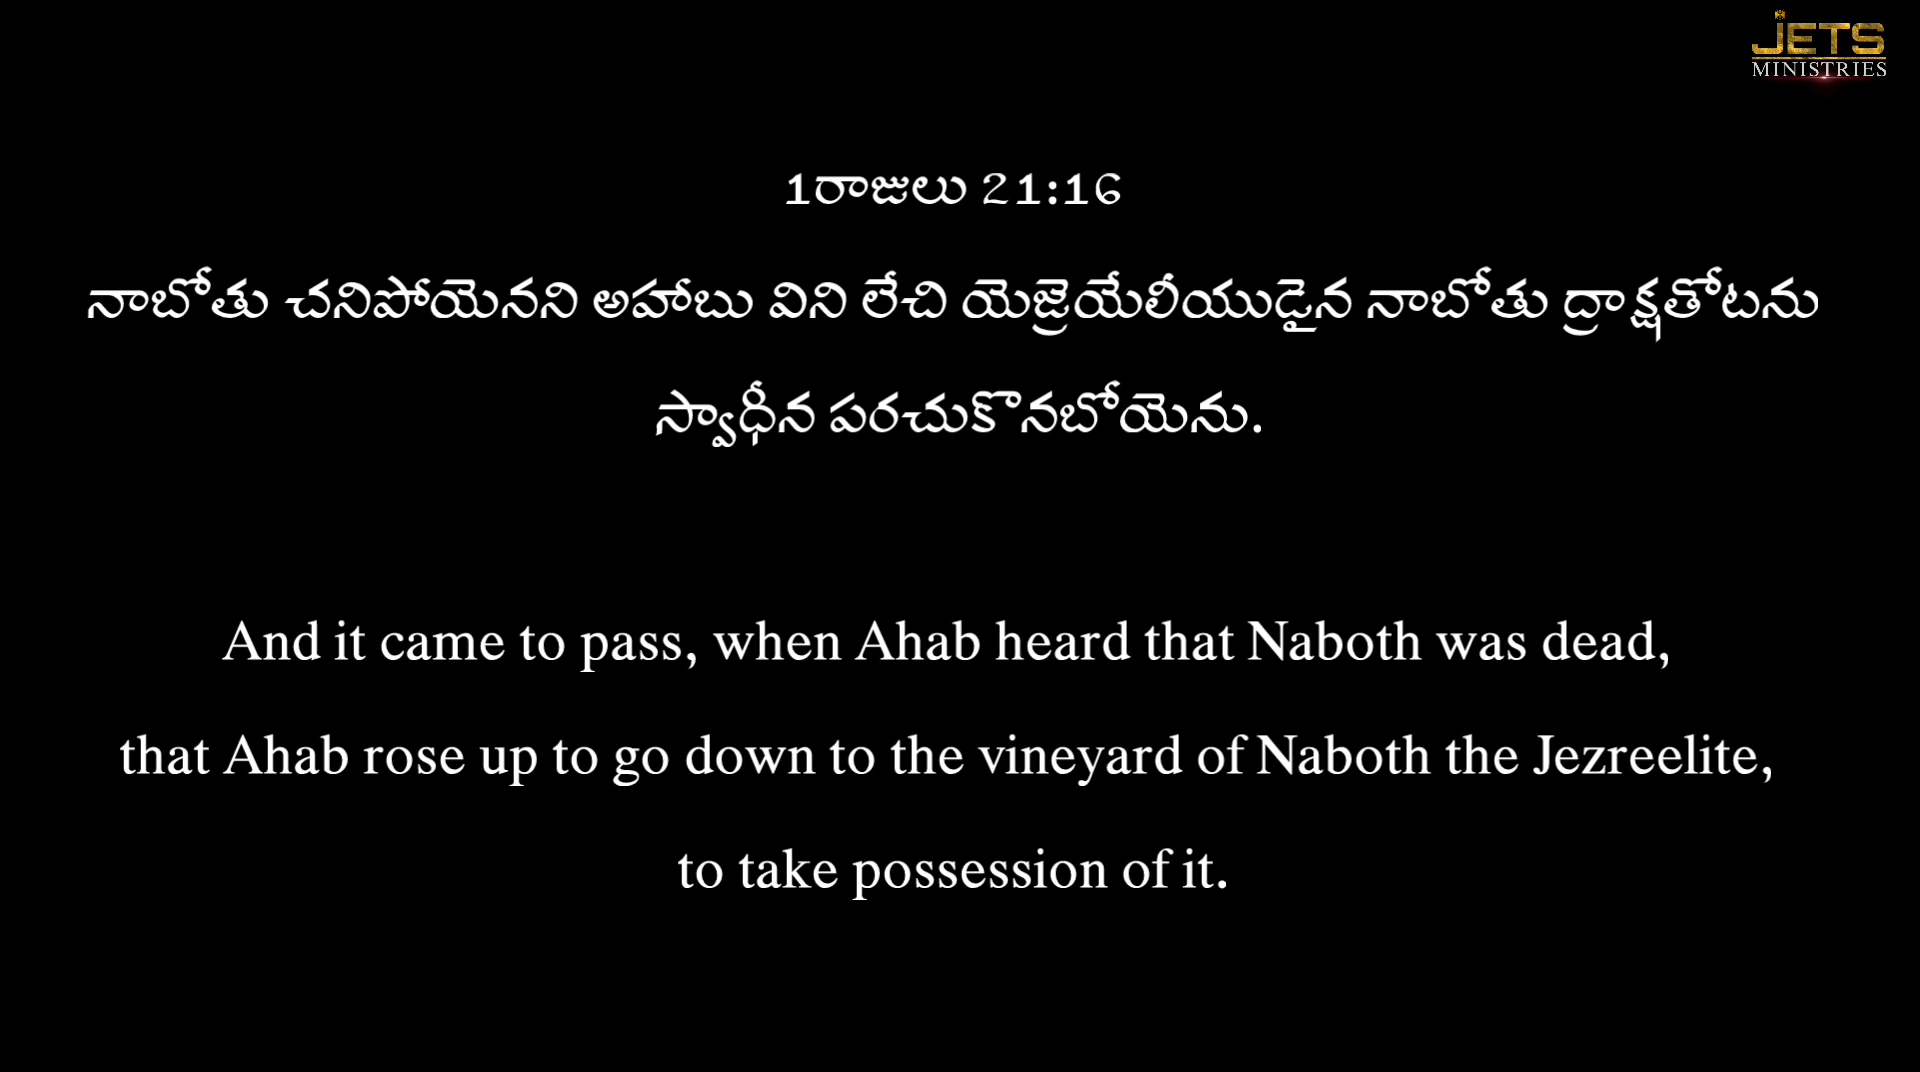 JETS
MINISTRIES
1రాజులు 21:16
నాబోతు చనిపోయెనని అహాబు విని లేచి యెజ్రెయేలీయుడైన నాబోతు ద్రాక్షతోటను
స్వాధీన పరచుకొనబోయెను.
And it came to pass, when Ahab heard that Naboth was dead,
that Ahab rose up to go down to the vineyard of Naboth the Jezreelite,
to take possession of it.